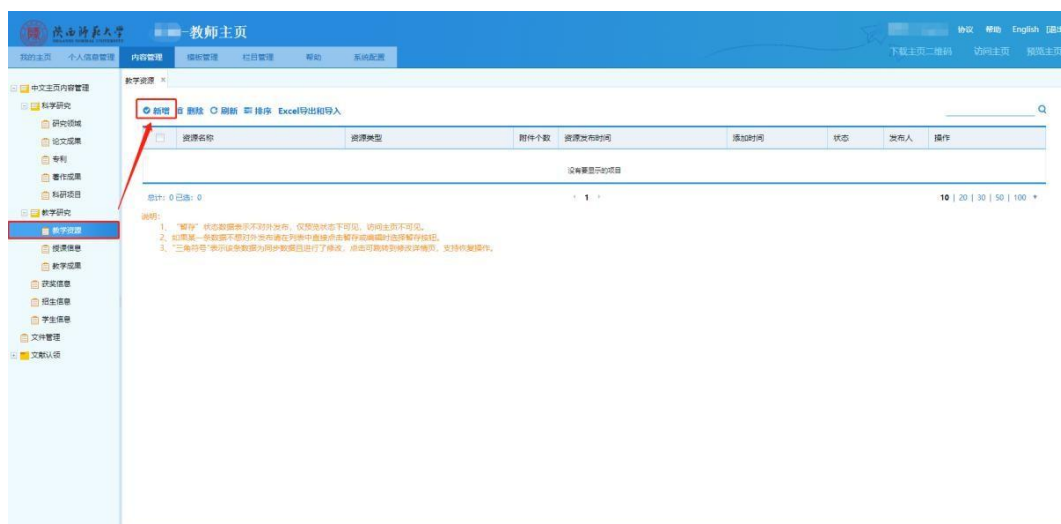 陕西师范大学
-教师主页
协议 帮助 English [退出
我的主页 个人信息管理 内容管理 模板管理 栏目管理 帮助 系统配置
下载主页二维码 访问主页 预览主页
中文主页内容管理
科学研究
研究领域
论文成果
专利
著作成果
科研项目
教学研究
教学资源
授课信息
教学成果
获奖信息
招生信息
学生信息
文件管理
文献认领
教学资源 ×
新增 删除 刷新 排序 Excel导出和导入
资源名称 资源类型 附件个数 资源发布时间 添加时间 状态 发布人 操作
没有要显示的项目
总计: 0 已选: 0 1 10 | 20 | 30 | 50 | 100
说明:
1、 "暂存" 状态数据表示不对外发布，仅预览状态下可见，访问主页不可见。
2、如果某一条数据不想对外发布请在列表中直接点击暂存或编辑时选择暂存按钮。
3、"三角符号"表示该条数据为同步数据且进行了修改，点击可跳转到修改详情页，支持恢复操作。